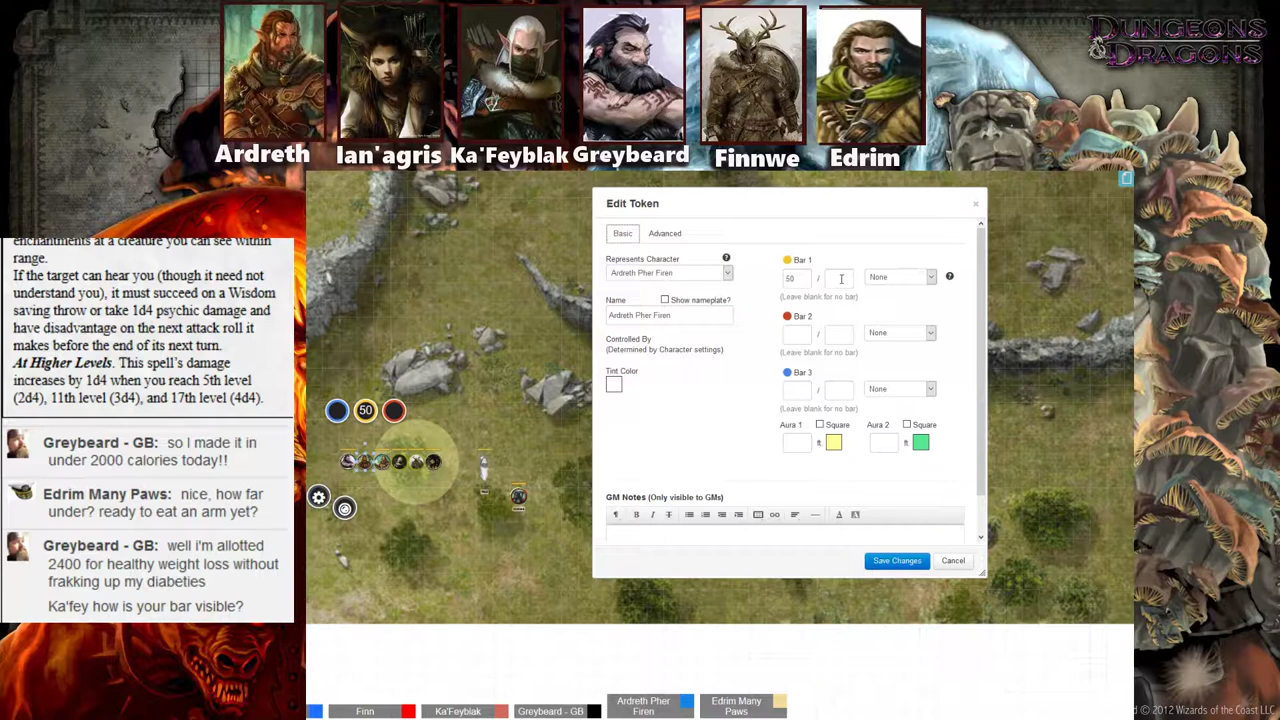 DUNGEONS
& DRAGONS
Ardreth
Ian'agris
Ka'Feyblak
Greybeard
Finnwe
Edrim
enchantments at a creature you can see within
range.
If the target can hear you (though it need not
understand you), it must succeed on a Wisdom
saving throw or take 1d4 psychic damage and
have disadvantage on the next attack roll it
makes before the end of its next turn.
At Higher Levels. This spell's damage
increases by 1d4 when you reach 5th level
(2d4), 11th level (3d4), and 17th level (4d4).
Greybeard - GB: so I made it in
under 2000 calories today!!
Edrim Many Paws: nice, how far
under? ready to eat an arm yet?
Greybeard - GB: well i'm allotted
2400 for healthy weight loss without
frakking up my diabeties
Ka'fey how is your bar visible?
50
Edit Token
×
Basic
Advanced
Represents Character
?
Ardreth Pher Firen
Name
Show nameplate?
Ardreth Pher Firen
Controlled By
(Determined by Character settings)
Tint Color
Bar 1
50 /
None
?
(Leave blank for no bar)
Bar 2
/
None
(Leave blank for no bar)
Bar 3
/
None
(Leave blank for no bar)
Aura 1
Square
Aura 2
Square
ft.
ft.
GM Notes (Only visible to GMs)
¶ B I T A A
Save Changes
Cancel
Finn
Ka'Feyblak
Greybeard - GB
Ardreth Pher
Firen
Edrim Many
Paws
d © 2012 Wizards of the Coast LLC